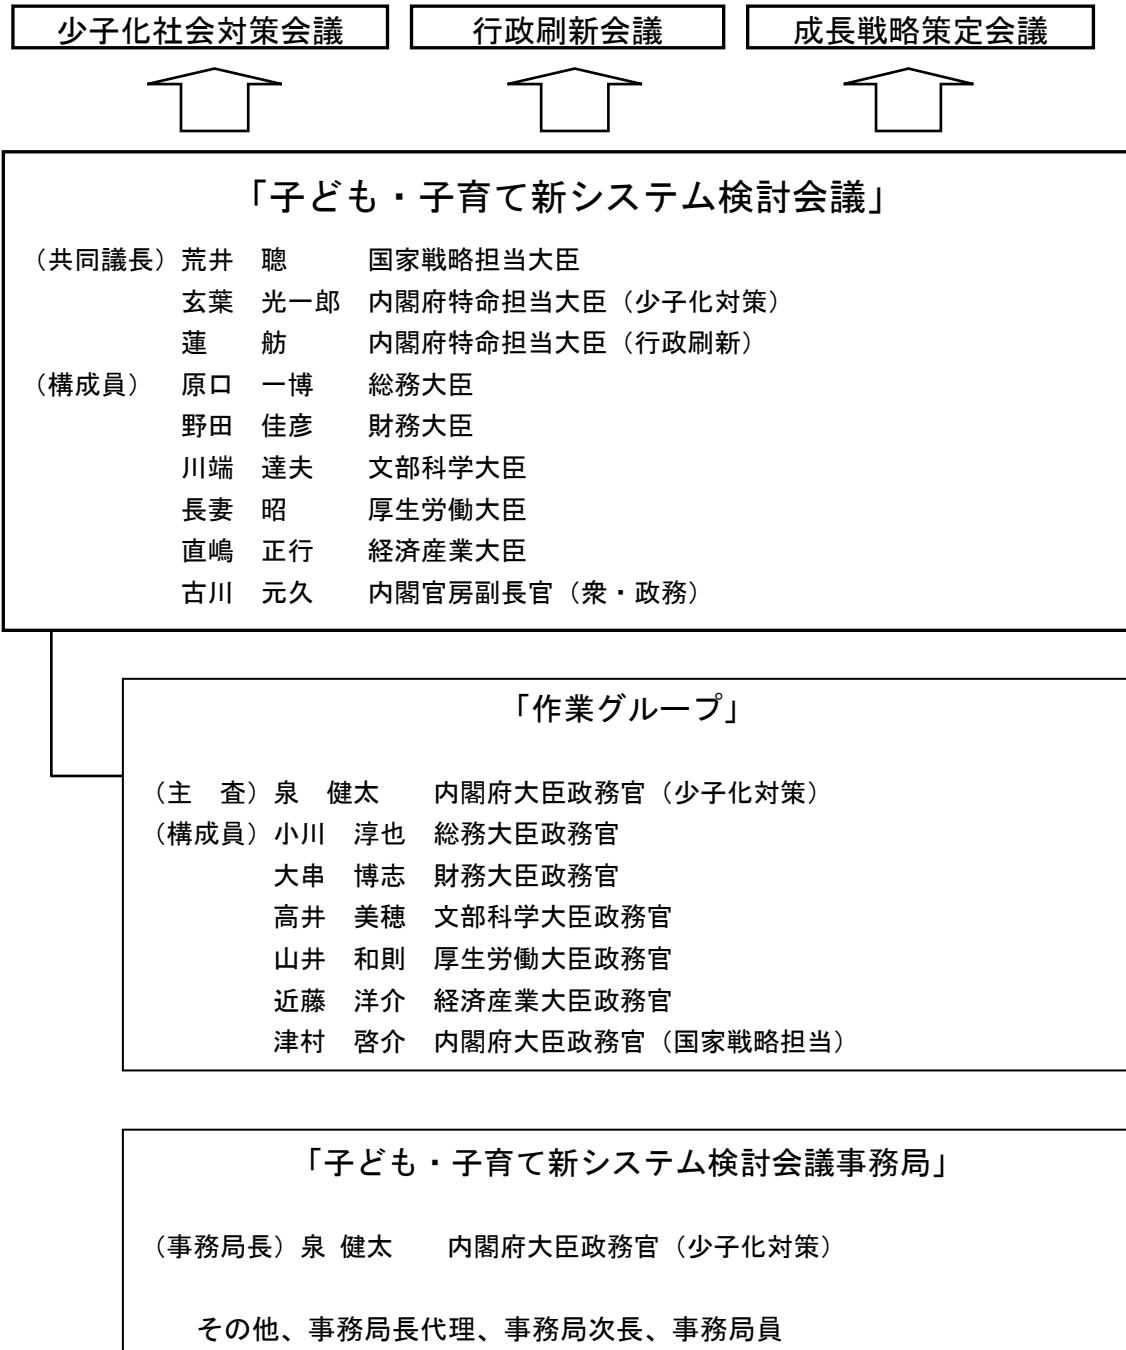 少子化社会対策会議 行政刷新会議 成長戦略策定会議
「子ども・子育て新システム検討会議」
（共同議長）荒井　聰　国家戦略担当大臣
玄葉　光一郎　内閣府特命担当大臣（少子化対策）
蓮　舫　内閣府特命担当大臣（行政刷新）
（構成員）　原口　一博　総務大臣
野田　佳彦　財務大臣
川端　達夫　文部科学大臣
長妻　昭　厚生労働大臣
直嶋　正行　経済産業大臣
古川　元久　内閣官房副長官（衆・政務）
「作業グループ」
（主　査）泉　健太　内閣府大臣政務官（少子化対策）
（構成員）小川　淳也　総務大臣政務官
大串　博志　財務大臣政務官
高井　美穂　文部科学大臣政務官
山井　和則　厚生労働大臣政務官
近藤　洋介　経済産業大臣政務官
津村　啓介　内閣府大臣政務官（国家戦略担当）
「子ども・子育て新システム検討会議事務局」
（事務局長）泉 健太　内閣府大臣政務官（少子化対策）
その他、事務局長代理、事務局次長、事務局員